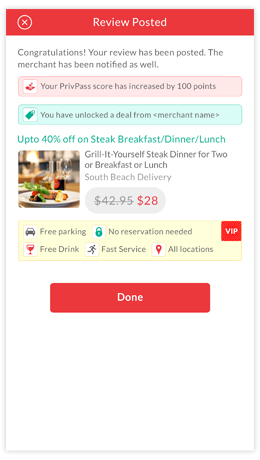 Review Posted
Congratulations! Your review has been posted. The
merchant has been notified as well.
Your PrivPass score has increased by 100 points
You have unlocked a deal from <merchant name>
Upto 40% off on Steak Breakfast/Dinner/Lunch
Grill-It-Yourself Steak Dinner for Two
or Breakfast or Lunch
South Beach Delivery
$42.95 $28
Free parking No reservation needed VIP
Free Drink Fast Service All locations
Done